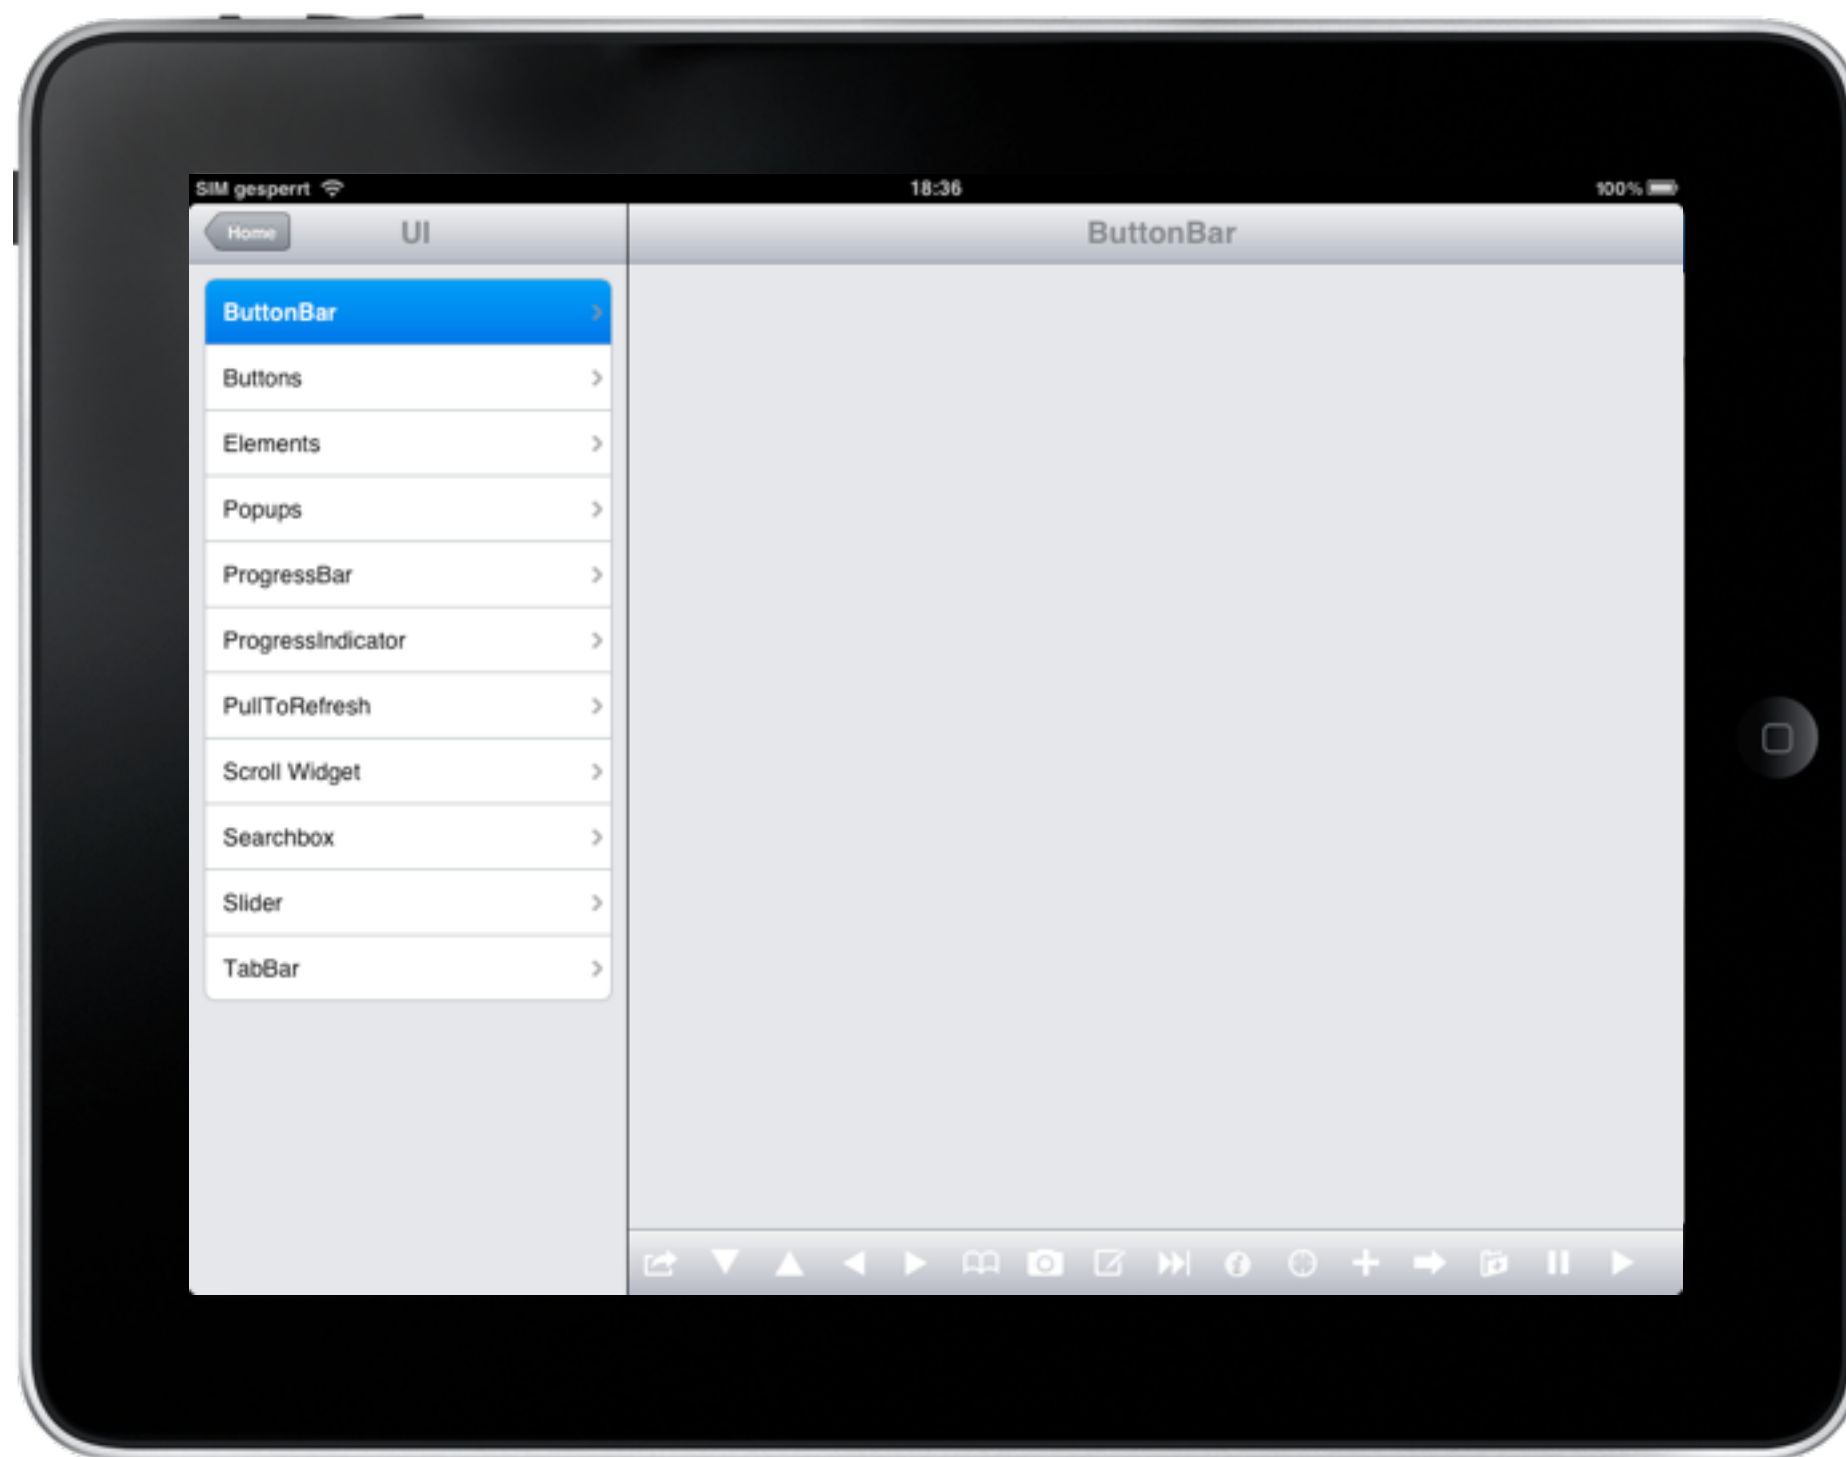 SIM gesperrt
18:36
100%
Home
UI
ButtonBar
ButtonBar
Buttons
Elements
Popups
ProgressBar
ProgressIndicator
PullToRefresh
Scroll Widget
Searchbox
Slider
TabBar